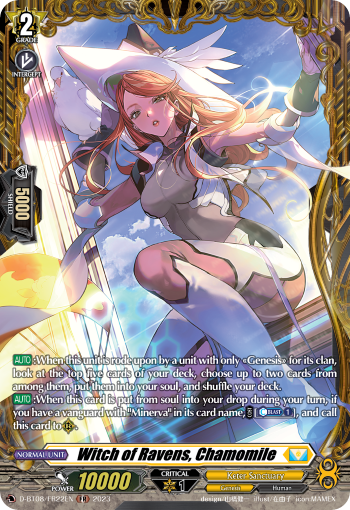 2
GRADE
INTERCEPT
5000
SHIELD
AUTO:When this unit is rode upon by a unit with only «Genesis» for its clan,
look at the top five cards of your deck, choose up to two cards from
among them, put them into your soul, and shuffle your deck.
AUTO:When this card is put from soul into your drop during your turn, if
you have a vanguard with "Minerva" in its card name, BLAST 1, and call
this card to RC.
NORMAL UNIT
Witch of Ravens, Chamomile
POWER 10000
CRITICAL
1
Keter Sanctuary
Genesis Human
2023